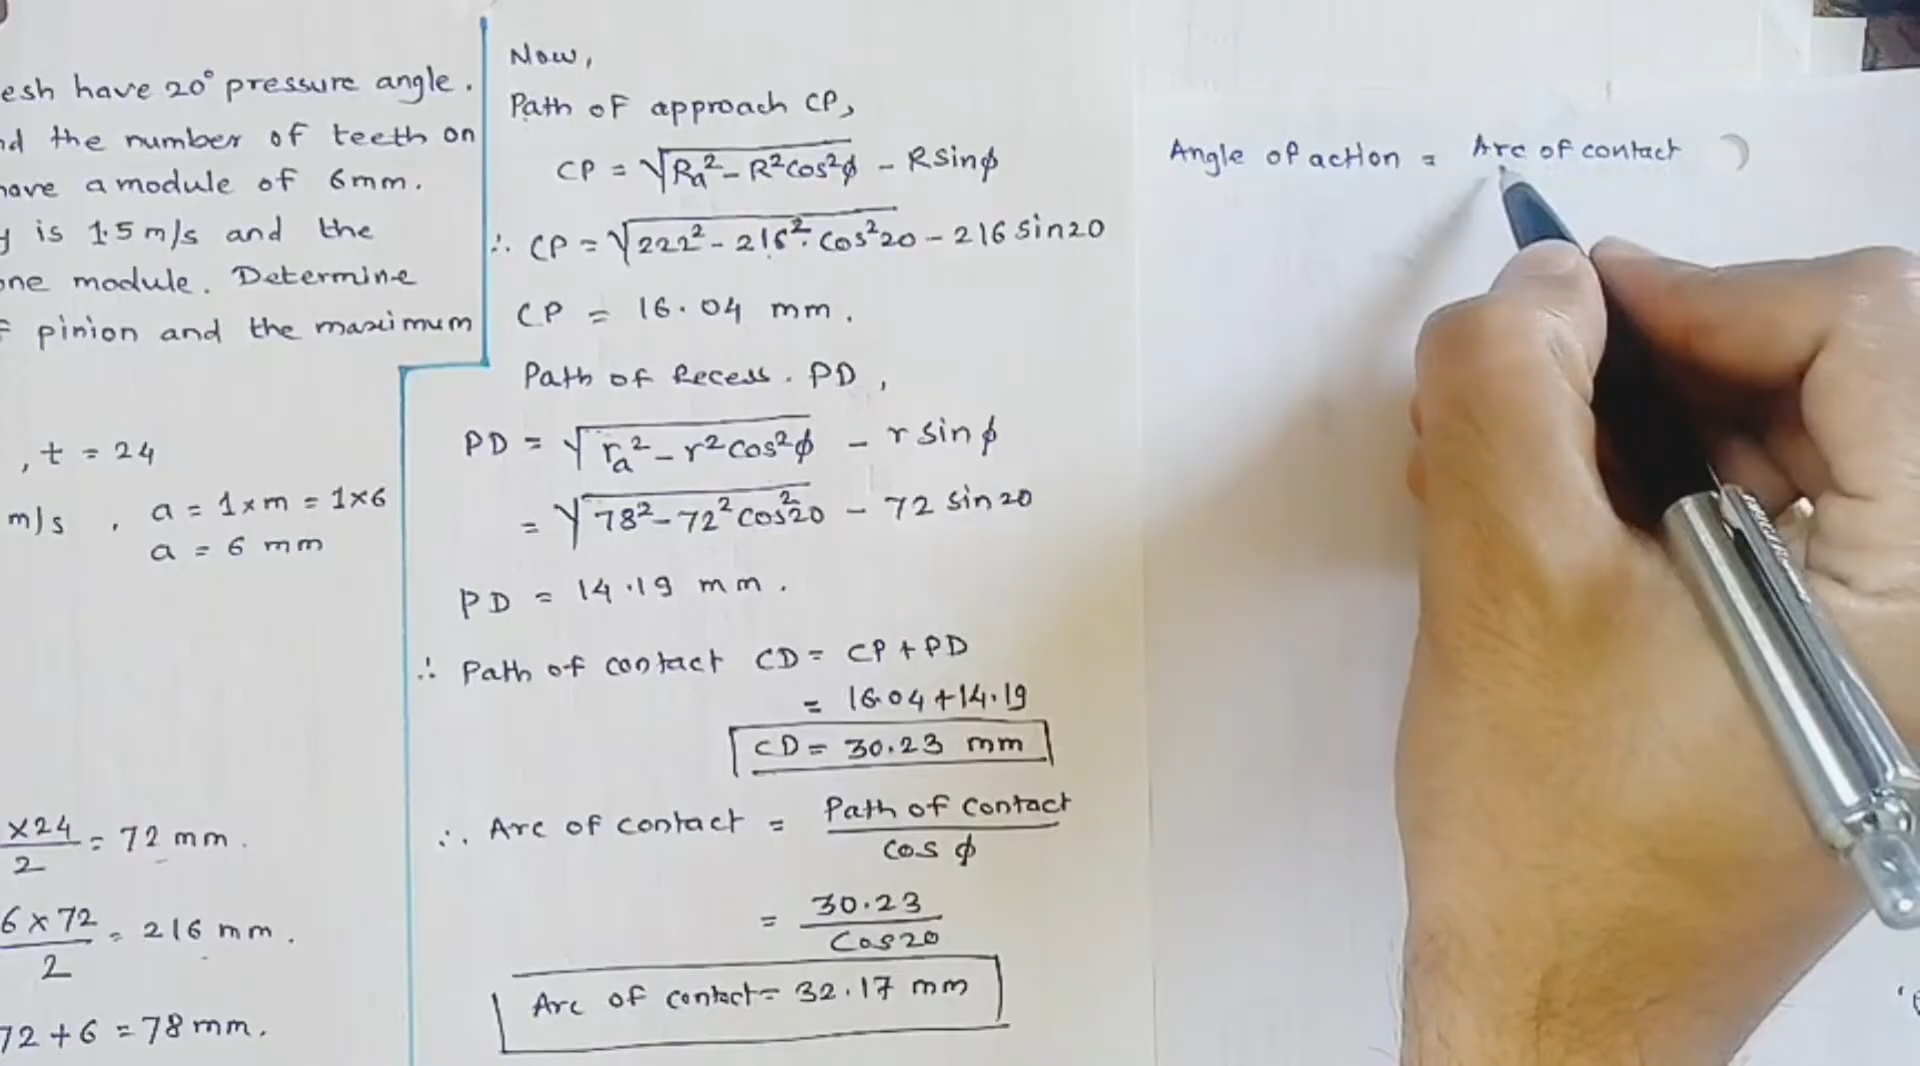 esh have 20° pressure angle.
nd the number of teeth on
have a module of 6mm.
y is 1.5 m/s and the
one module. Determine
f pinion and the maximum
, t = 24
m/s , a = 1×m = 1×6
a = 6 mm
×24/2 = 72 mm.
6×72/2 = 216 mm.
72+6 = 78 mm.
Now,
Path of approach CP,
CP = √(Ra² - R²cos²ϕ) - Rsinϕ
∴ CP = √(222² - 216². cos²20) - 216 sin20
CP = 16.04 mm.
Path of Recess. PD,
PD = √(ra² - r²cos²ϕ) - r sinϕ
= √(78² - 72² cos²20) - 72 sin20
PD = 14.19 mm.
∴ Path of contact CD = CP + PD
= 16.04 + 14.19
CD = 30.23 mm
∴ Arc of contact = Path of contact / cos ϕ
= 30.23 / cos20
Arc of contact = 32.17 mm
Angle of action = Arc of contact